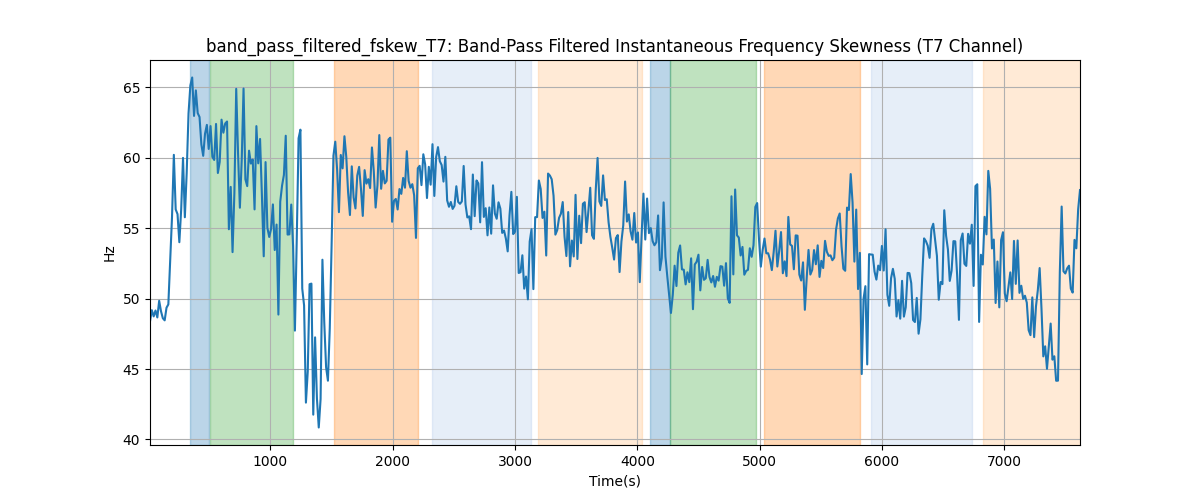 band_pass_filtered_fskew_T7: Band-Pass Filtered Instantaneous Frequency Skewness (T7 Channel)
65
60
55
50
45
40
Hz
1000 2000 3000 4000 5000 6000 7000
Time(s)